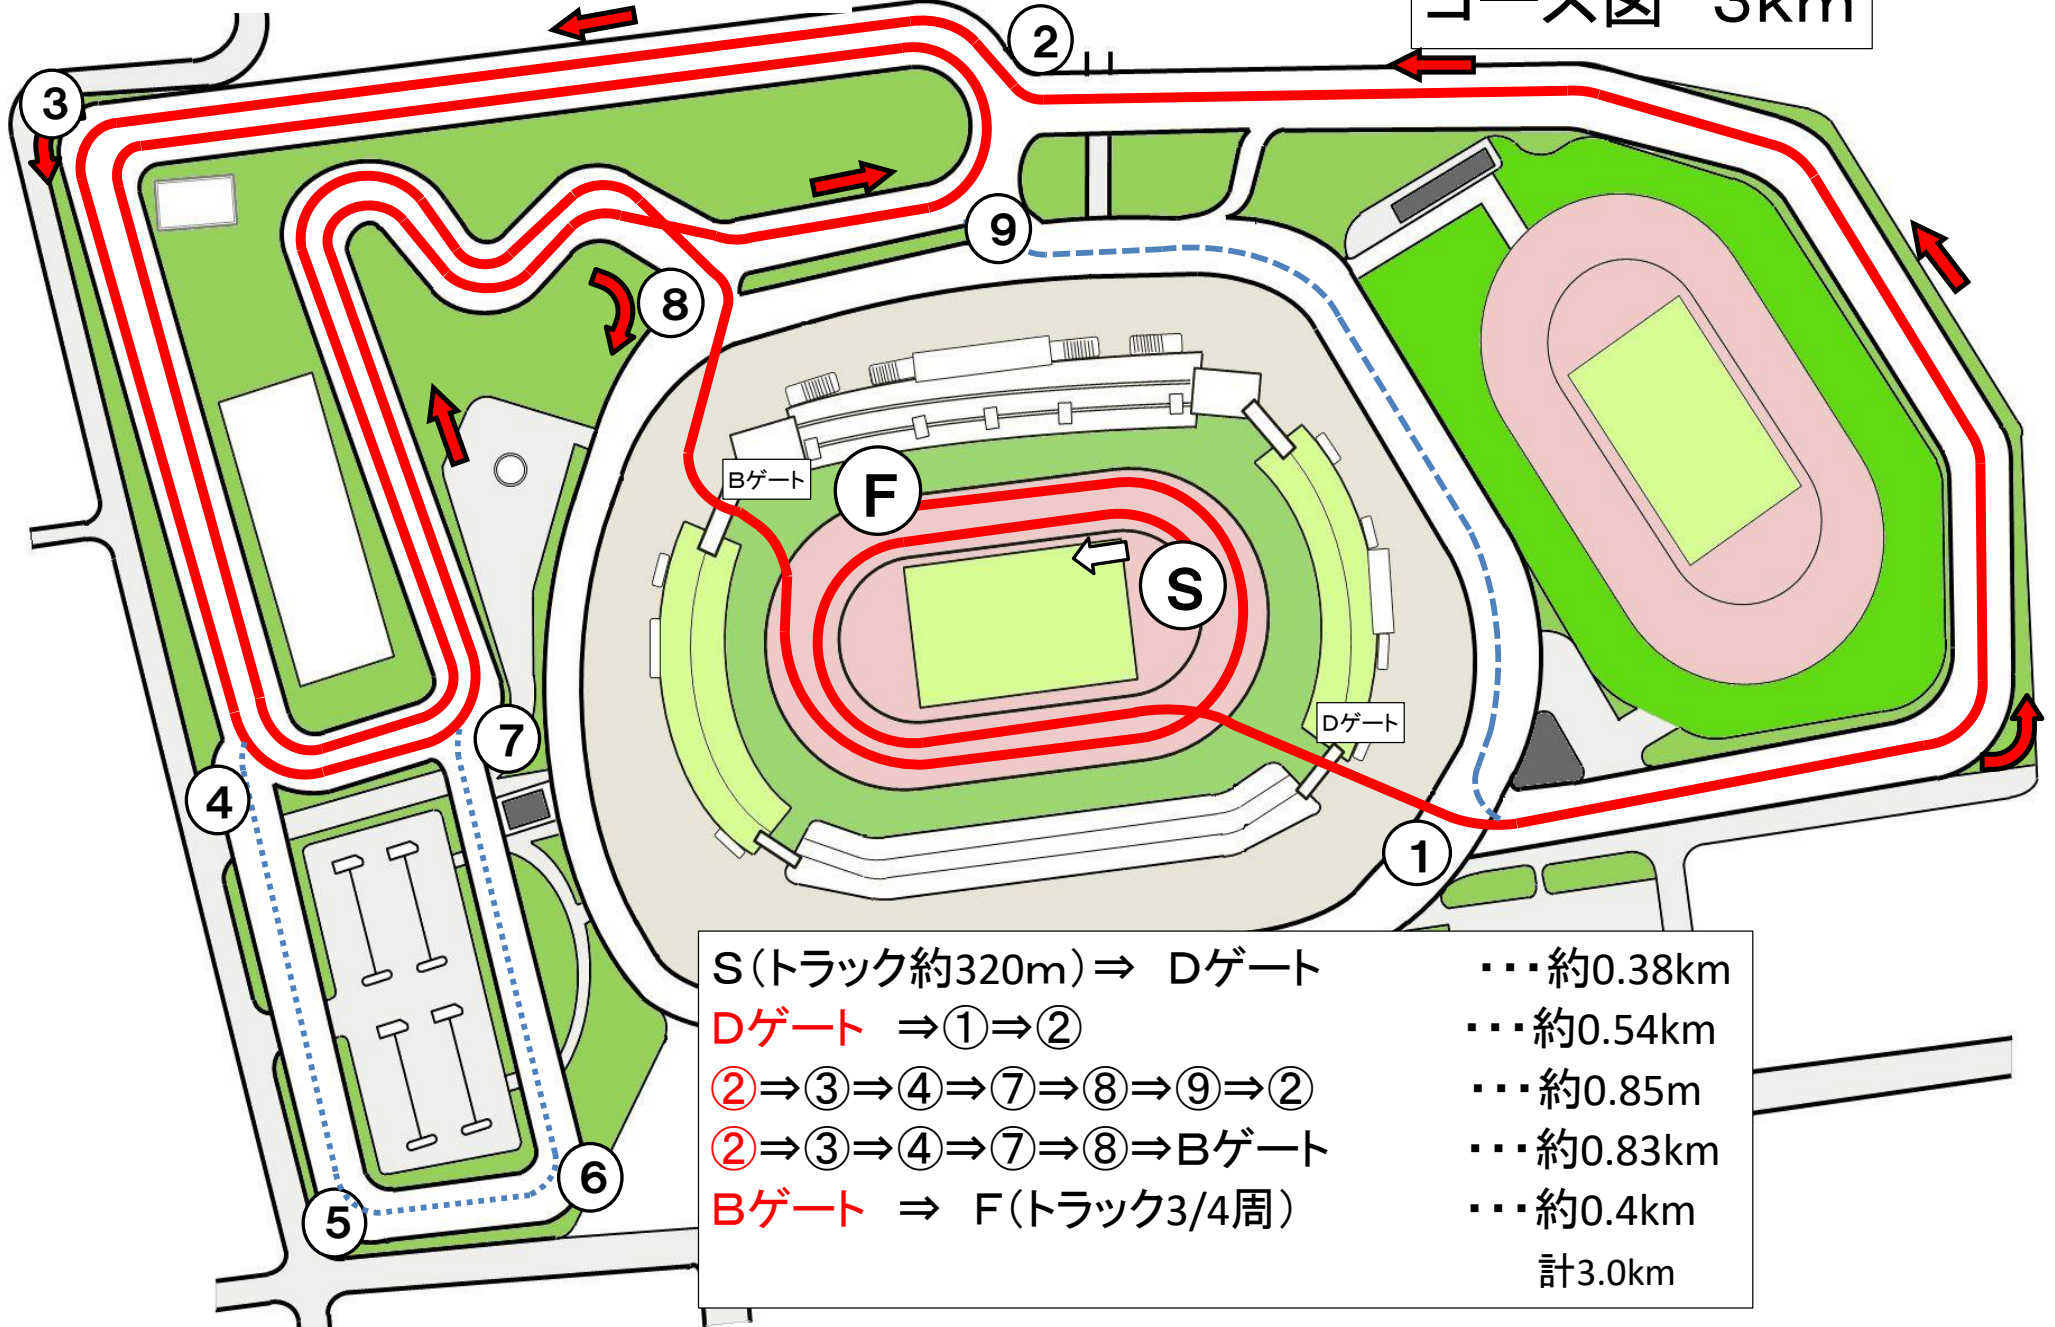 コース図　3km
②
③
⑨
⑧
Bゲート
F
S
Dゲート
⑦
④
①
⑥
⑤
S（トラック約320m）⇒　Dゲート　・・・約0.38km
Dゲート　⇒①⇒②　・・・約0.54km
②⇒③⇒④⇒⑦⇒⑧⇒⑨⇒②　・・・約0.85m
②⇒③⇒④⇒⑦⇒⑧⇒Bゲート　・・・約0.83km
Bゲート　⇒　F（トラック3/4周）　・・・約0.4km
計3.0km